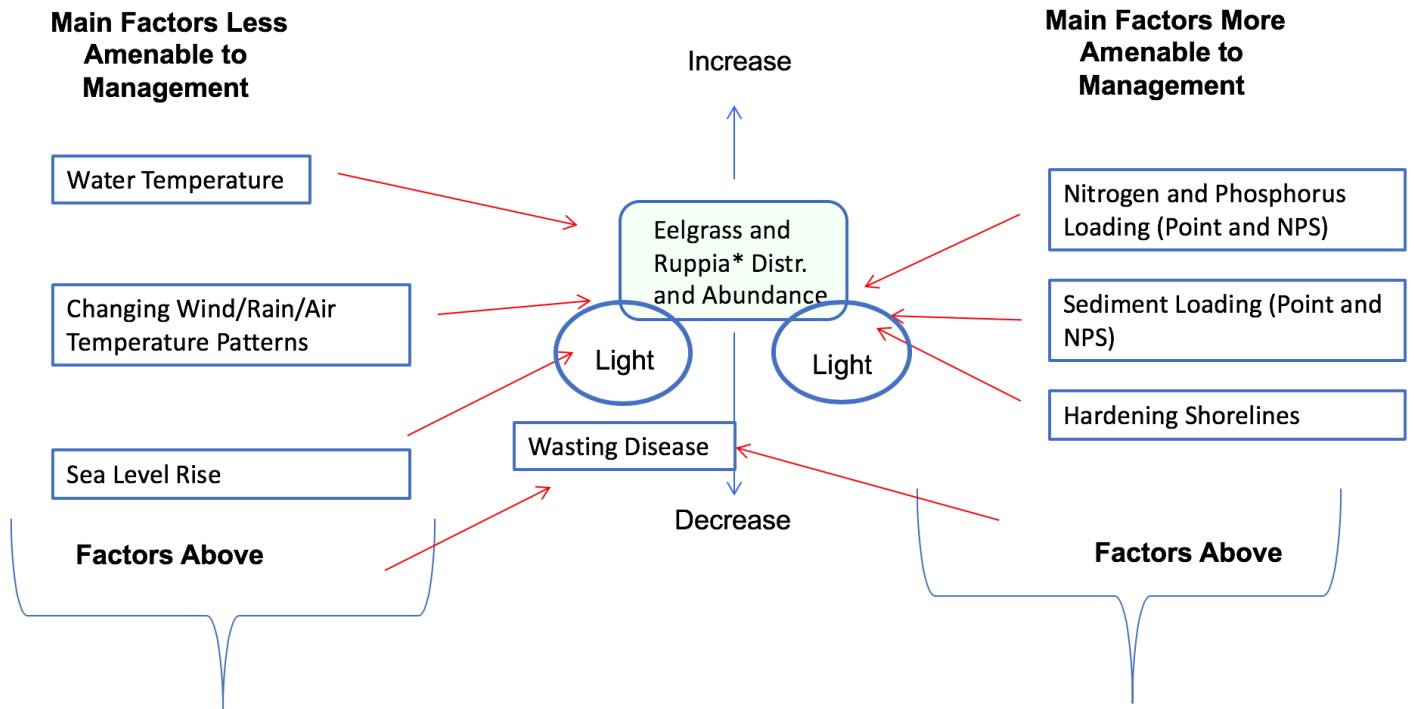 Main Factors Less
Amenable to
Management
Main Factors More
Amenable to
Management
Increase
Water Temperature
Nitrogen and Phosphorus
Loading (Point and NPS)
Eelgrass and
Ruppia* Distr.
and Abundance
Changing Wind/Rain/Air
Temperature Patterns
Sediment Loading (Point and
NPS)
Light
Light
Hardening Shorelines
Wasting Disease
Sea Level Rise
Decrease
Factors Above
Factors Above